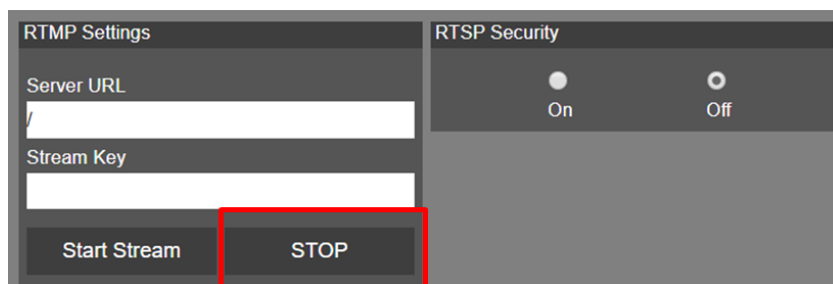 RTMP Settings
RTSP Security
Server URL
On
Off
/
Stream Key
Start Stream
STOP